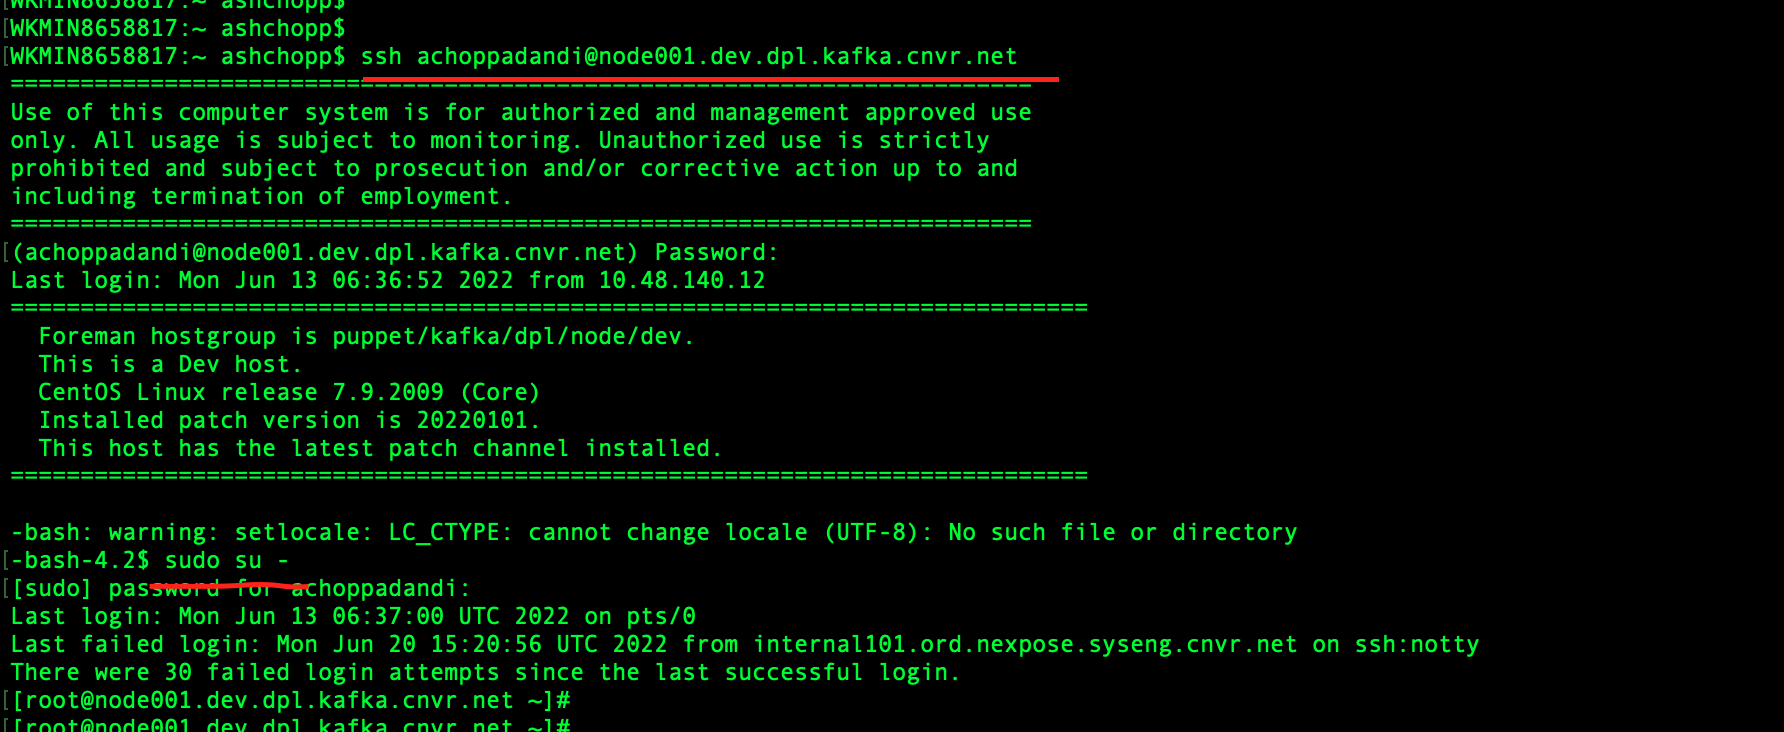 [WKMIN8658817:~ ashchopp$
[WKMIN8658817:~ ashchopp$
[WKMIN8658817:~ ashchopp$ ssh achoppadandi@node001.dev.dpl.kafka.cnvr.net
=========================================================================
Use of this computer system is for authorized and management approved use
only. All usage is subject to monitoring. Unauthorized use is strictly
prohibited and subject to prosecution and/or corrective action up to and
including termination of employment.
=========================================================================
[(achoppadandi@node001.dev.dpl.kafka.cnvr.net) Password:
Last login: Mon Jun 13 06:36:52 2022 from 10.48.140.12
=============================================================================
  Foreman hostgroup is puppet/kafka/dpl/node/dev.
  This is a Dev host.
  CentOS Linux release 7.9.2009 (Core)
  Installed patch version is 20220101.
  This host has the latest patch channel installed.
=============================================================================
-bash: warning: setlocale: LC_CTYPE: cannot change locale (UTF-8): No such file or directory
[-bash-4.2$ sudo su -
[[sudo] password for achoppadandi:
Last login: Mon Jun 13 06:37:00 UTC 2022 on pts/0
Last failed login: Mon Jun 20 15:20:56 UTC 2022 from internal101.ord.nexpose.syseng.cnvr.net on ssh:notty
There were 30 failed login attempts since the last successful login.
[[root@node001.dev.dpl.kafka.cnvr.net ~]#
[[root@node001.dev.dpl.kafka.cnvr.net ~]#